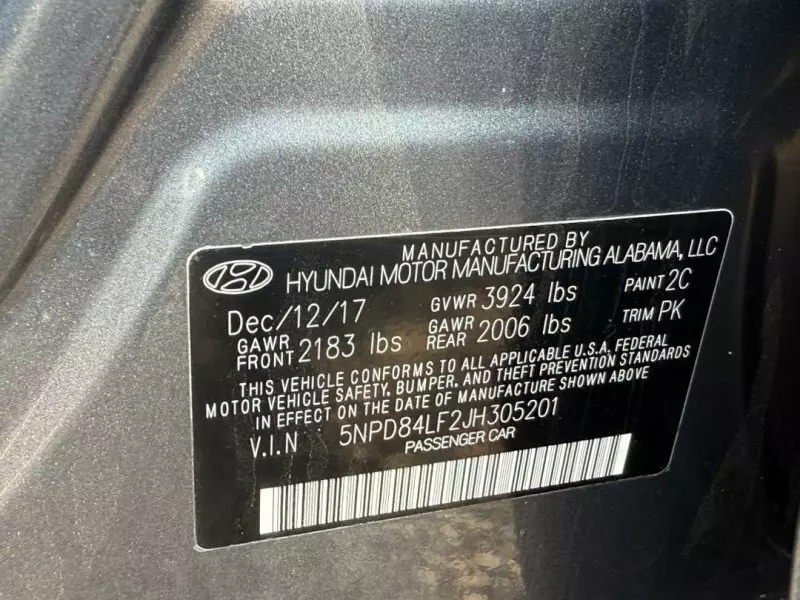 MANUFACTURED BY
HYUNDAI MOTOR MANUFACTURING ALABAMA, LLC
Dec/12/17 GVWR 3924 lbs PAINT 2C
GAWR FRONT 2183 lbs GAWR REAR 2006 lbs TRIM PK
THIS VEHICLE CONFORMS TO ALL APPLICABLE U.S.A. FEDERAL
MOTOR VEHICLE SAFETY, BUMPER, AND THEFT PREVENTION STANDARDS
IN EFFECT ON THE DATE OF MANUFACTURE SHOWN ABOVE
V.I.N 5NPD84LF2JH305201
PASSENGER CAR